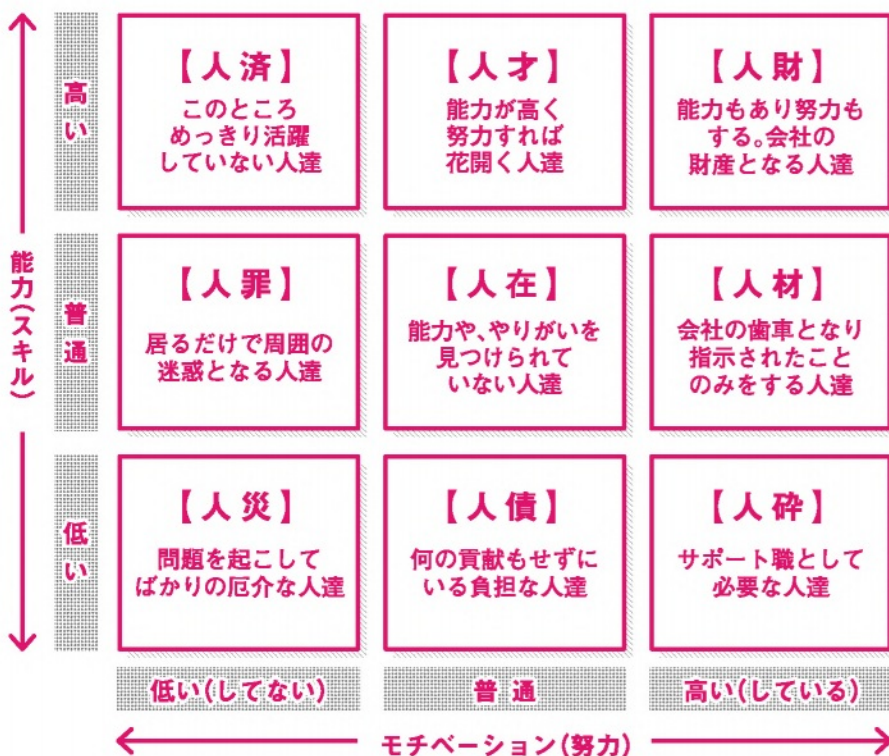 能力(スキル)
高い
【人済】
このところ
めっきり活躍
していない人達
【人才】
能力が高く
努力すれば
花開く人達
【人財】
能力もあり努力も
する。会社の
財産となる人達
普通
【人罪】
居るだけで周囲の
迷惑となる人達
【人在】
能力や、やりがいを
見つけられて
いない人達
【人材】
会社の歯車となり
指示されたこと
のみをする人達
低い
【人災】
問題を起こして
ばかりの厄介な人達
【人債】
何の貢献もせずに
いる負担な人達
【人砕】
サポート職として
必要な人達
低い(してない)
普通
高い(している)
モチベーション(努力)